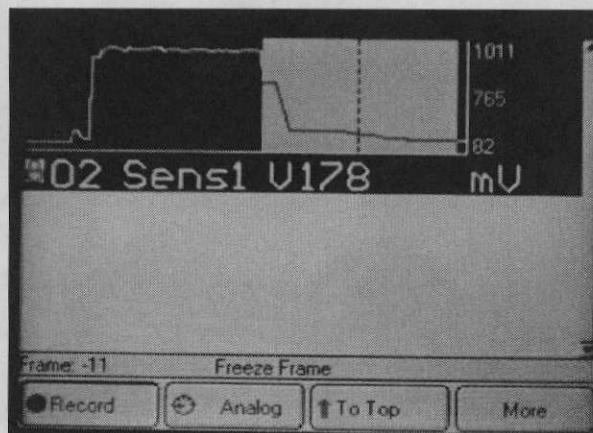 1011
765
82
O2 Sens1 V178 mV
Frame: -11 Freeze Frame
Record Analog To Top More